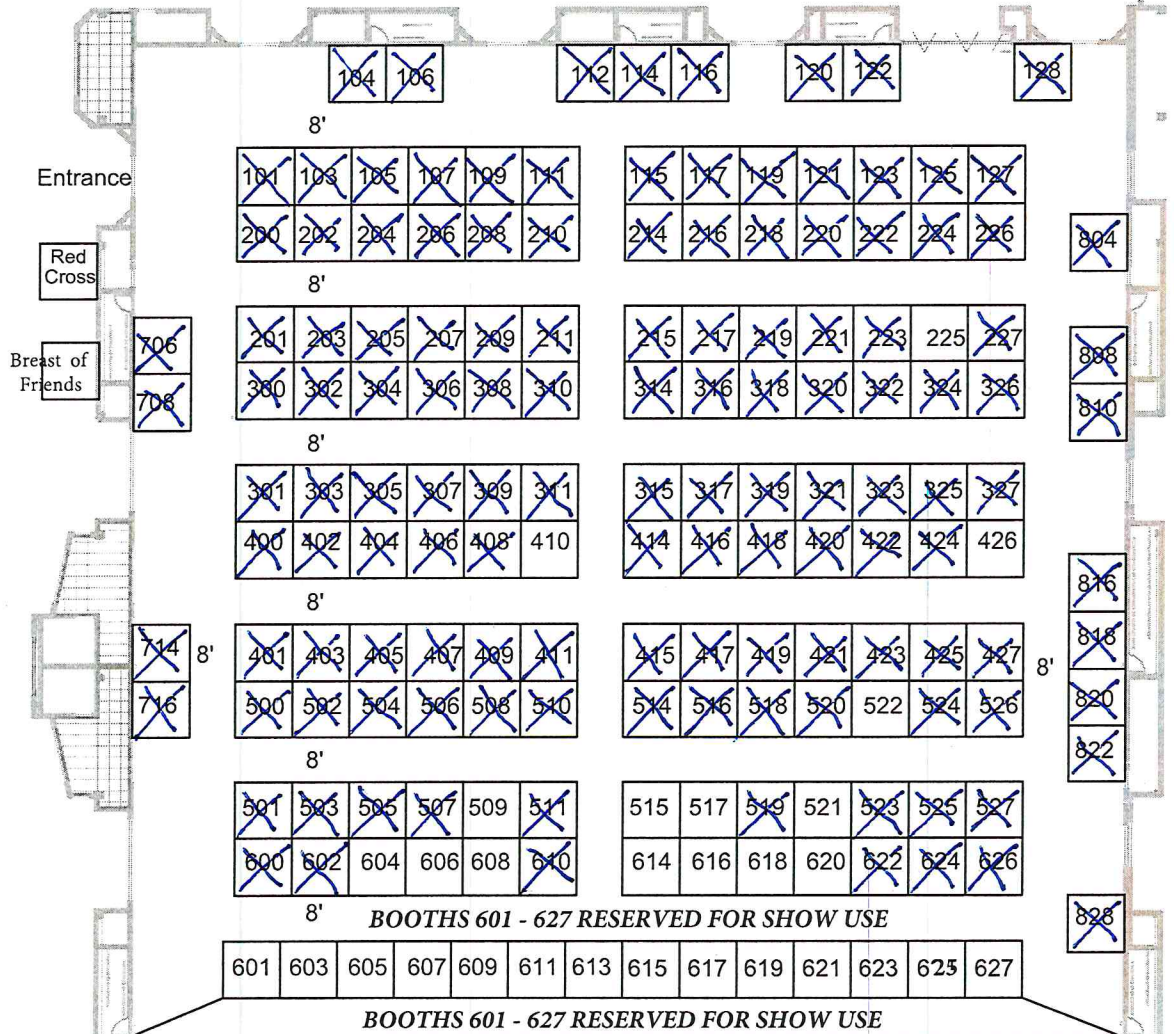 104 106 112 114 116 120 122 128
8'
Entrance
101 103 105 107 109 111 115 117 119 121 123 125 127
200 202 204 206 208 210 214 216 218 220 222 224 226
804
Red
Cross
8'
201 203 205 207 209 211 215 217 219 221 223 225 227
706
808
Breast of
Friends
300 302 304 306 308 310 314 316 318 320 322 324 326
708
810
8'
301 303 305 307 309 311 315 317 319 321 323 325 327
400 402 404 406 408 410 414 416 418 420 422 424 426
816
8'
714 8' 401 403 405 407 409 411 415 417 419 421 423 425 427 8' 818
716 500 502 504 506 508 510 514 516 518 520 522 524 526 820
8'
822
501 503 505 507 509 511 515 517 519 521 523 525 527
600 602 604 606 608 610 614 616 618 620 622 624 626
8'
BOOTHS 601 - 627 RESERVED FOR SHOW USE
828
601 603 605 607 609 611 613 615 617 619 621 623 625 627
BOOTHS 601 - 627 RESERVED FOR SHOW USE